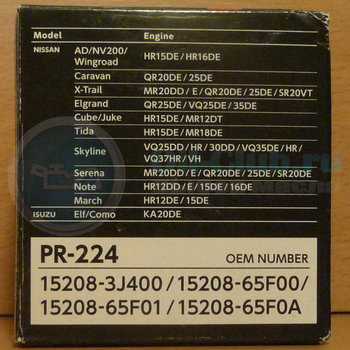 Model Engine
NISSAN AD/NV200/ Wingroad HR15DE / HR16DE
Caravan QR20DE / 25DE
X-Trail MR20DD / E / QR20DE / 25DE / SR20VT
Elgrand QR25DE / VQ25DE / 35DE
Cube/Juke HR15DE / MR12DT
Tida HR15DE / MR18DE
Skyline VQ25DD / HR / 30DD / VQ35DE / HR /
VQ37HR / VH
Serena MR20DD / E / QR20DE / 25DE / SR20DE
Note HR12DD / E / 15DE / 16DE
March HR12DE / 15DE
ISUZU Elf/Como KA20DE
PR-224 OEM NUMBER
15208-3J400 / 15208-65F00 /
15208-65F01 / 15208-65F0A